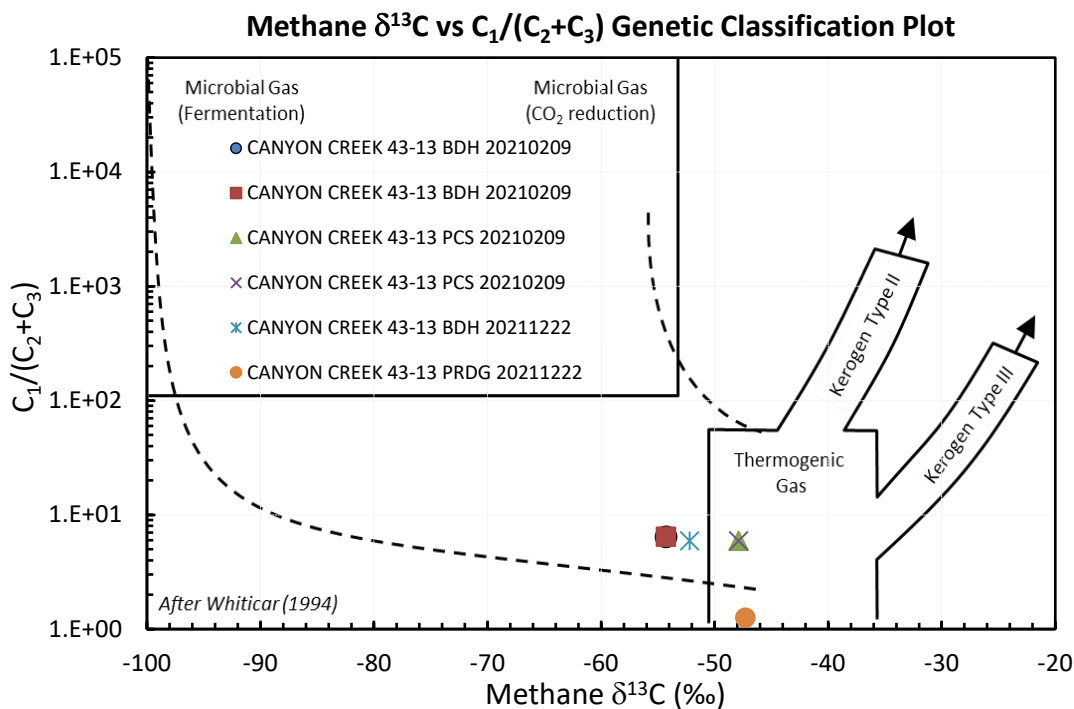 Methane δ¹³C vs C₁/(C₂+C₃) Genetic Classification Plot
1.E+05
1.E+04
1.E+03
1.E+02
1.E+01
1.E+00
C₁/(C₂+C₃)
Microbial Gas
(Fermentation)
Microbial Gas
(CO₂ reduction)
CANYON CREEK 43-13 BDH 20210209
CANYON CREEK 43-13 BDH 20210209
CANYON CREEK 43-13 PCS 20210209
CANYON CREEK 43-13 PCS 20210209
CANYON CREEK 43-13 BDH 20211222
CANYON CREEK 43-13 PRDG 20211222
Kerogen Type II
Kerogen Type III
Thermogenic
Gas
After Whiticar (1994)
-100
-90
-80
-70
-60
-50
-40
-30
-20
Methane δ¹³C (‰)